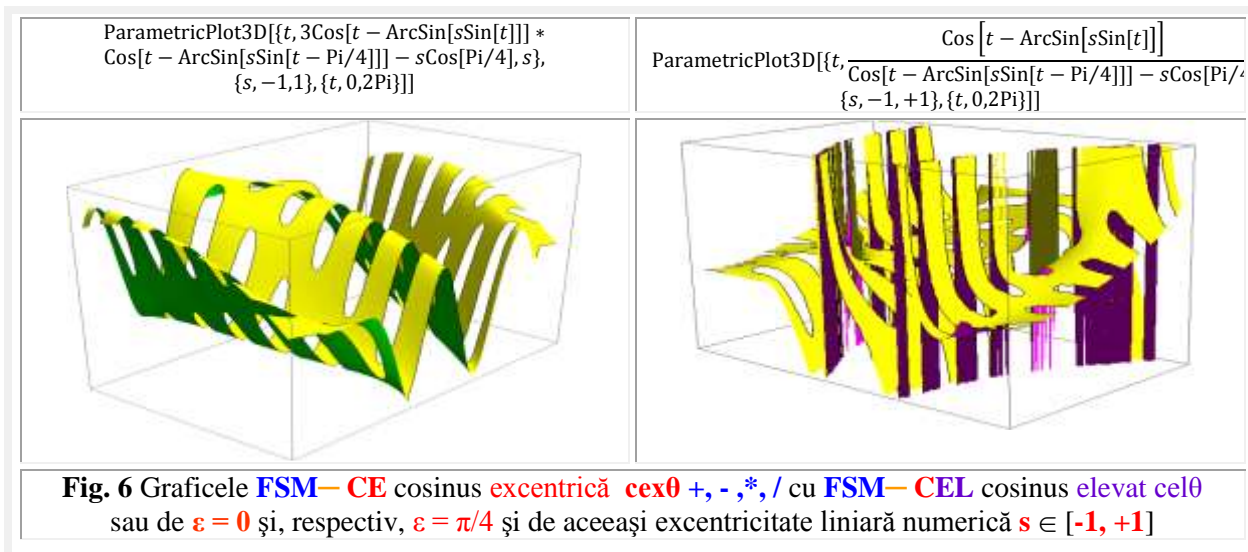 ParametricPlot3D[{t, 3Cos[t − ArcSin[sSin[t]]] ∗
Cos[t − ArcSin[sSin[t − Pi/4]]] − sCos[Pi/4], s},
{s, −1,1}, {t, 0,2Pi}]]
Cos [t − ArcSin[sSin[t]]]
ParametricPlot3D[{t,
Cos[t − ArcSin[sSin[t − Pi/4]]] − sCos[Pi/4
{s, −1, +1}, {t, 0,2Pi}]]
Fig. 6 Graficele FSM— CE cosinus excentrică cexθ +, - ,*, / cu FSM— CEL cosinus elevat celθ
sau de ε = 0 şi, respectiv, ε = π/4 şi de aceeaşi excentricitate liniară numerică s ∈ [-1, +1]